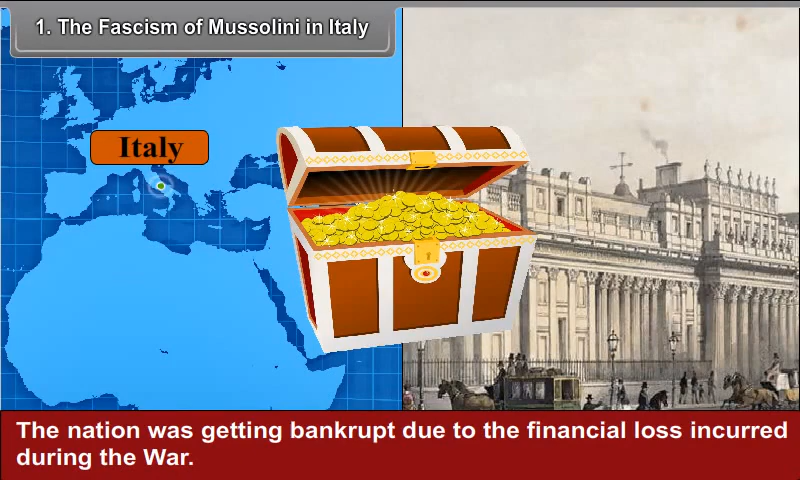 1. The Fascism of Mussolini in Italy
Italy
The nation was getting bankrupt due to the financial loss incurred
during the War.